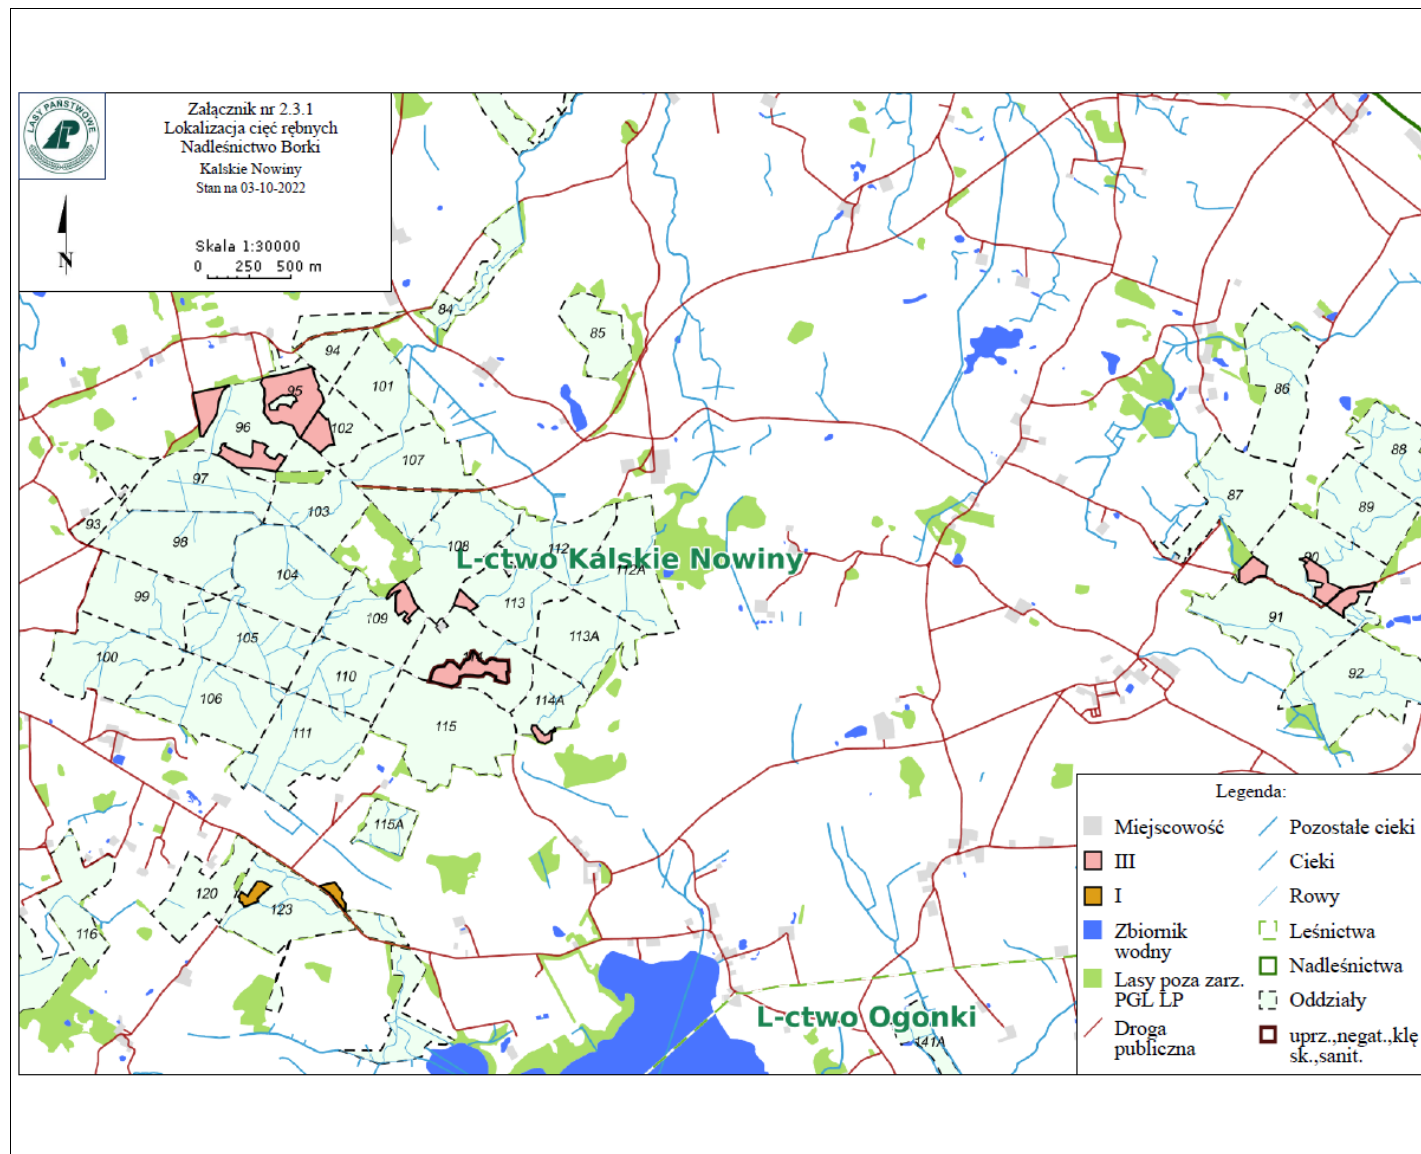 LASY PAŃSTWOWE
Załącznik nr 2.3.1
Lokalizacja cięć rębnych
Nadleśnictwo Borki
Kalskie Nowiny
Stan na 03-10-2022
N
Skala 1:30000
0 250 500 m
84
85
94
95
101
86
96
102
88
97
107
87
89
93
103
98
108
112
90
L-ctwo Kalskie Nowiny
104
112A
99
109
113
91
105
113A
100
110
92
106
114A
111
115
115A
120
123
116
L-ctwo Ogonki
141A
Legenda:
Miejscowość
III
I
Zbiornik
wodny
Lasy poza zarz.
PGL LP
Droga
publiczna
Pozostałe cieki
Cieki
Rowy
Leśnictwa
Nadleśnictwa
Oddziały
uprz.,negat.,klę
sk.,sanit.